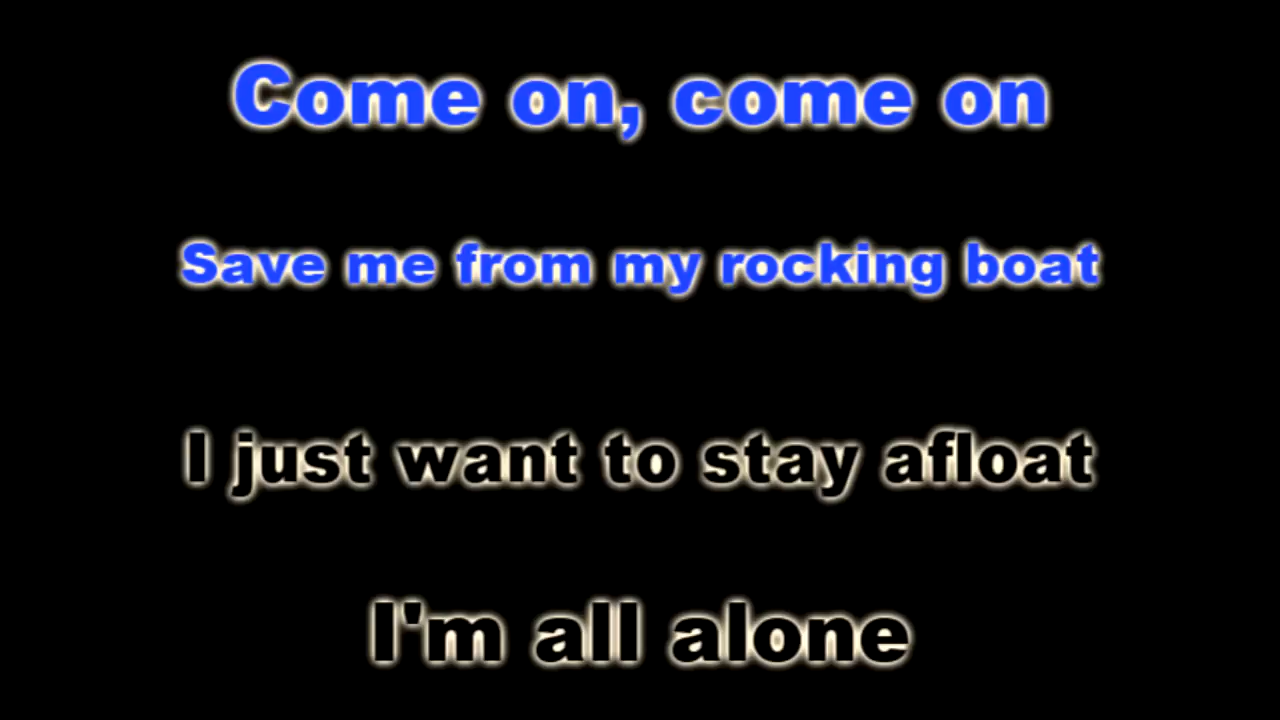 Come on, come on
Save me from my rocking boat
I just want to stay afloat
I'm all alone